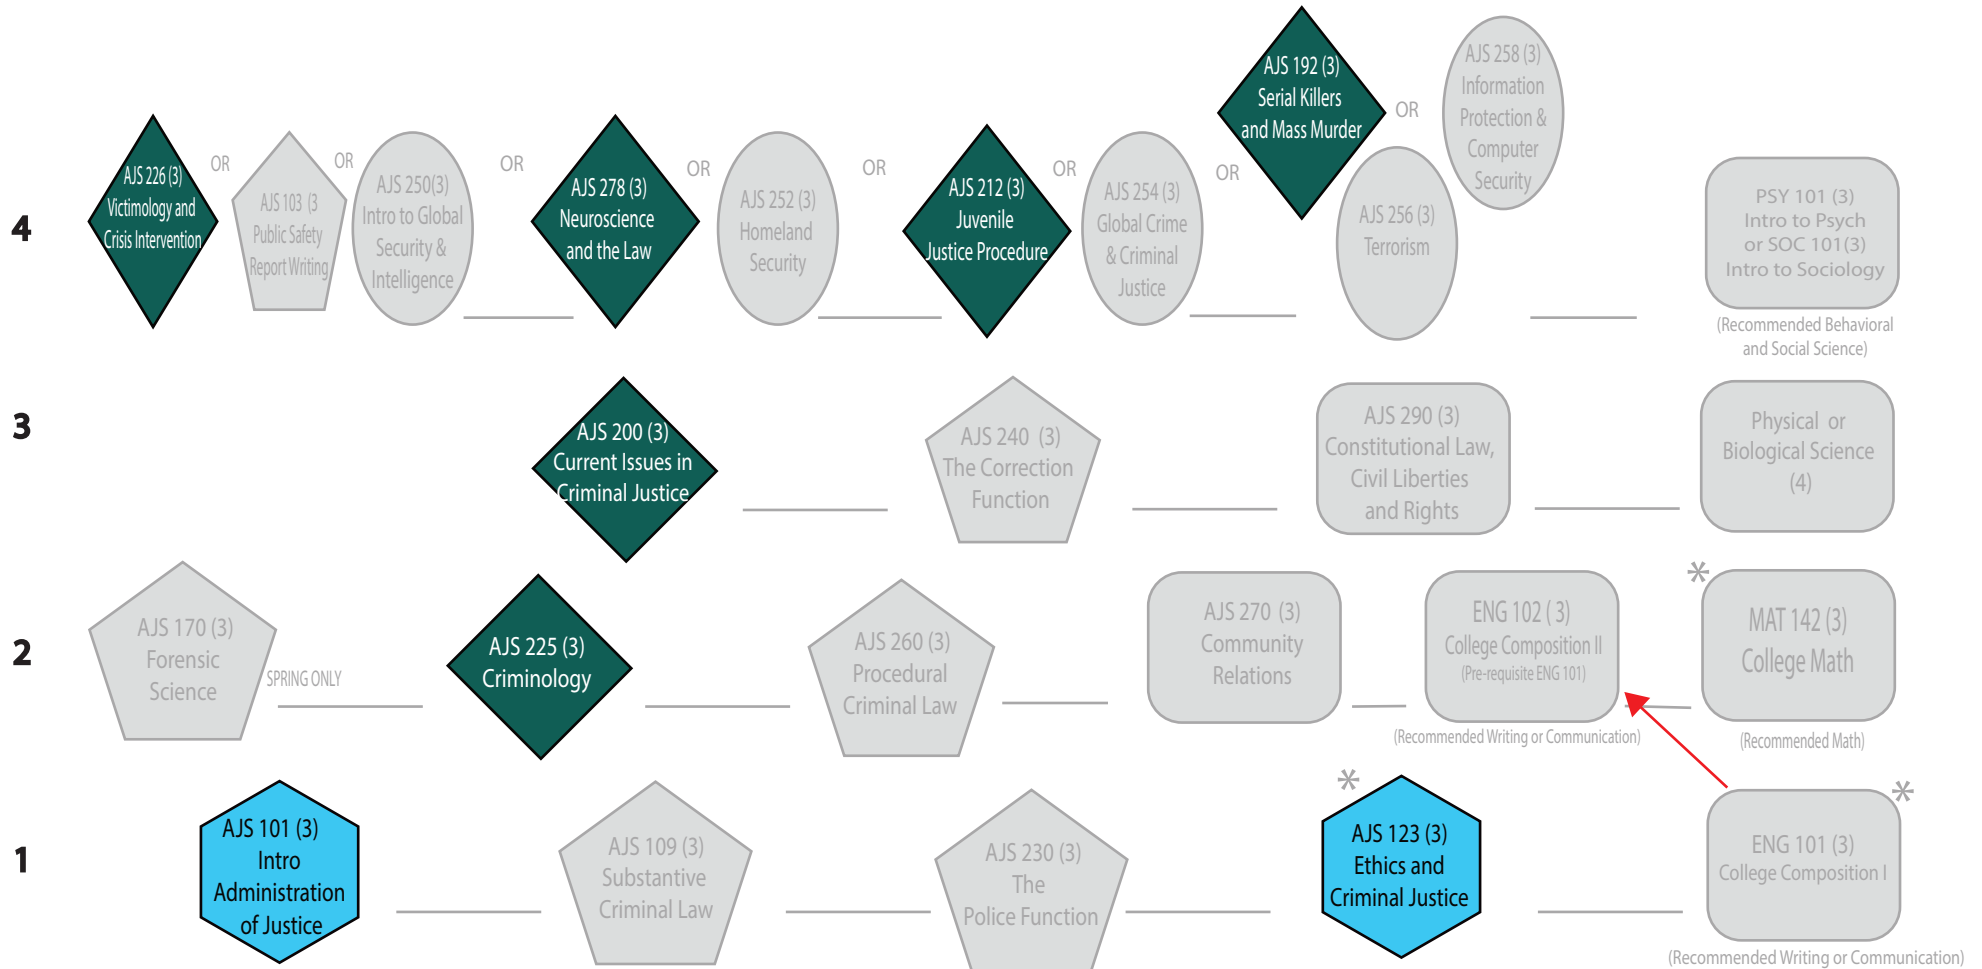 4
AJS 226 (3)
Victimology and
Crisis Intervention
OR
AJS 103 (3
Public Safety
Report Writing
OR
AJS 250(3)
Intro to Global
Security &
Intelligence
OR
AJS 278 (3)
Neuroscience
and the Law
OR
AJS 252 (3)
Homeland
Security
OR
AJS 212 (3)
Juvenile
Justice Procedure
OR
AJS 254 (3)
Global Crime
& Criminal
Justice
OR
AJS 192 (3)
Serial Killers
and Mass Murder
OR
AJS 258 (3)
Information
Protection &
Computer
Security
AJS 256 (3)
Terrorism
PSY 101 (3)
Intro to Psych
or SOC 101(3)
Intro to Sociology
(Recommended Behavioral
and Social Science)
3
AJS 200 (3)
Current Issues in
Criminal Justice
AJS 240 (3)
The Correction
Function
AJS 290 (3)
Constitutional Law,
Civil Liberties
and Rights
Physical or
Biological Science
(4)
2
AJS 170 (3)
Forensic
Science
SPRING ONLY
AJS 225 (3)
Criminology
AJS 260 (3)
Procedural
Criminal Law
AJS 270 (3)
Community
Relations
ENG 102 ( 3)
College Composition II
(Pre-requisite ENG 101)
(Recommended Writing or Communication)
*
MAT 142 (3)
College Math
(Recommended Math)
1
AJS 101 (3)
Intro
Administration
of Justice
AJS 109 (3)
Substantive
Criminal Law
AJS 230 (3)
The
Police Function
*
AJS 123 (3)
Ethics and
Criminal Justice
*
ENG 101 (3)
College Composition I
(Recommended Writing or Communication)